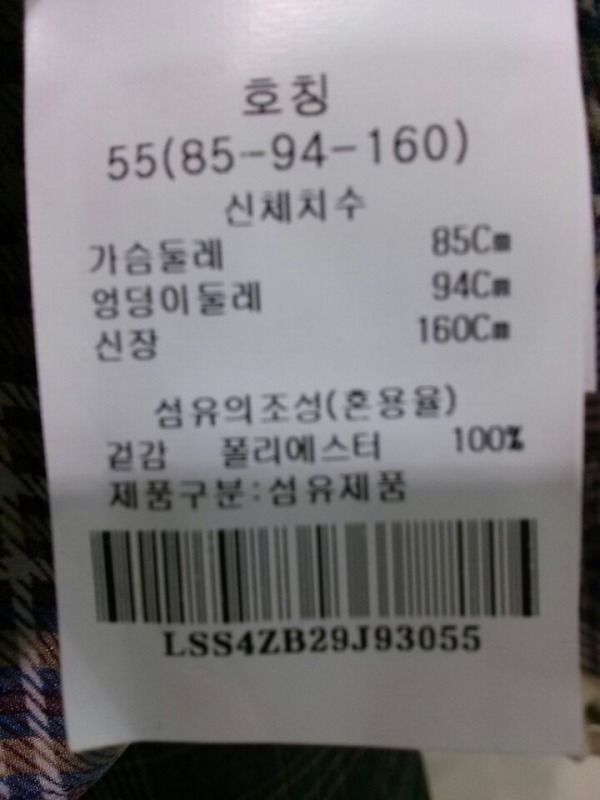 호칭
55(85-94-160)
신체치수
가슴둘레 85Cm
엉덩이둘레 94Cm
신장 160Cm
섬유의조성(혼용율)
겉감 폴리에스터 100%
제품구분:섬유제품
LSS4ZB29J93055